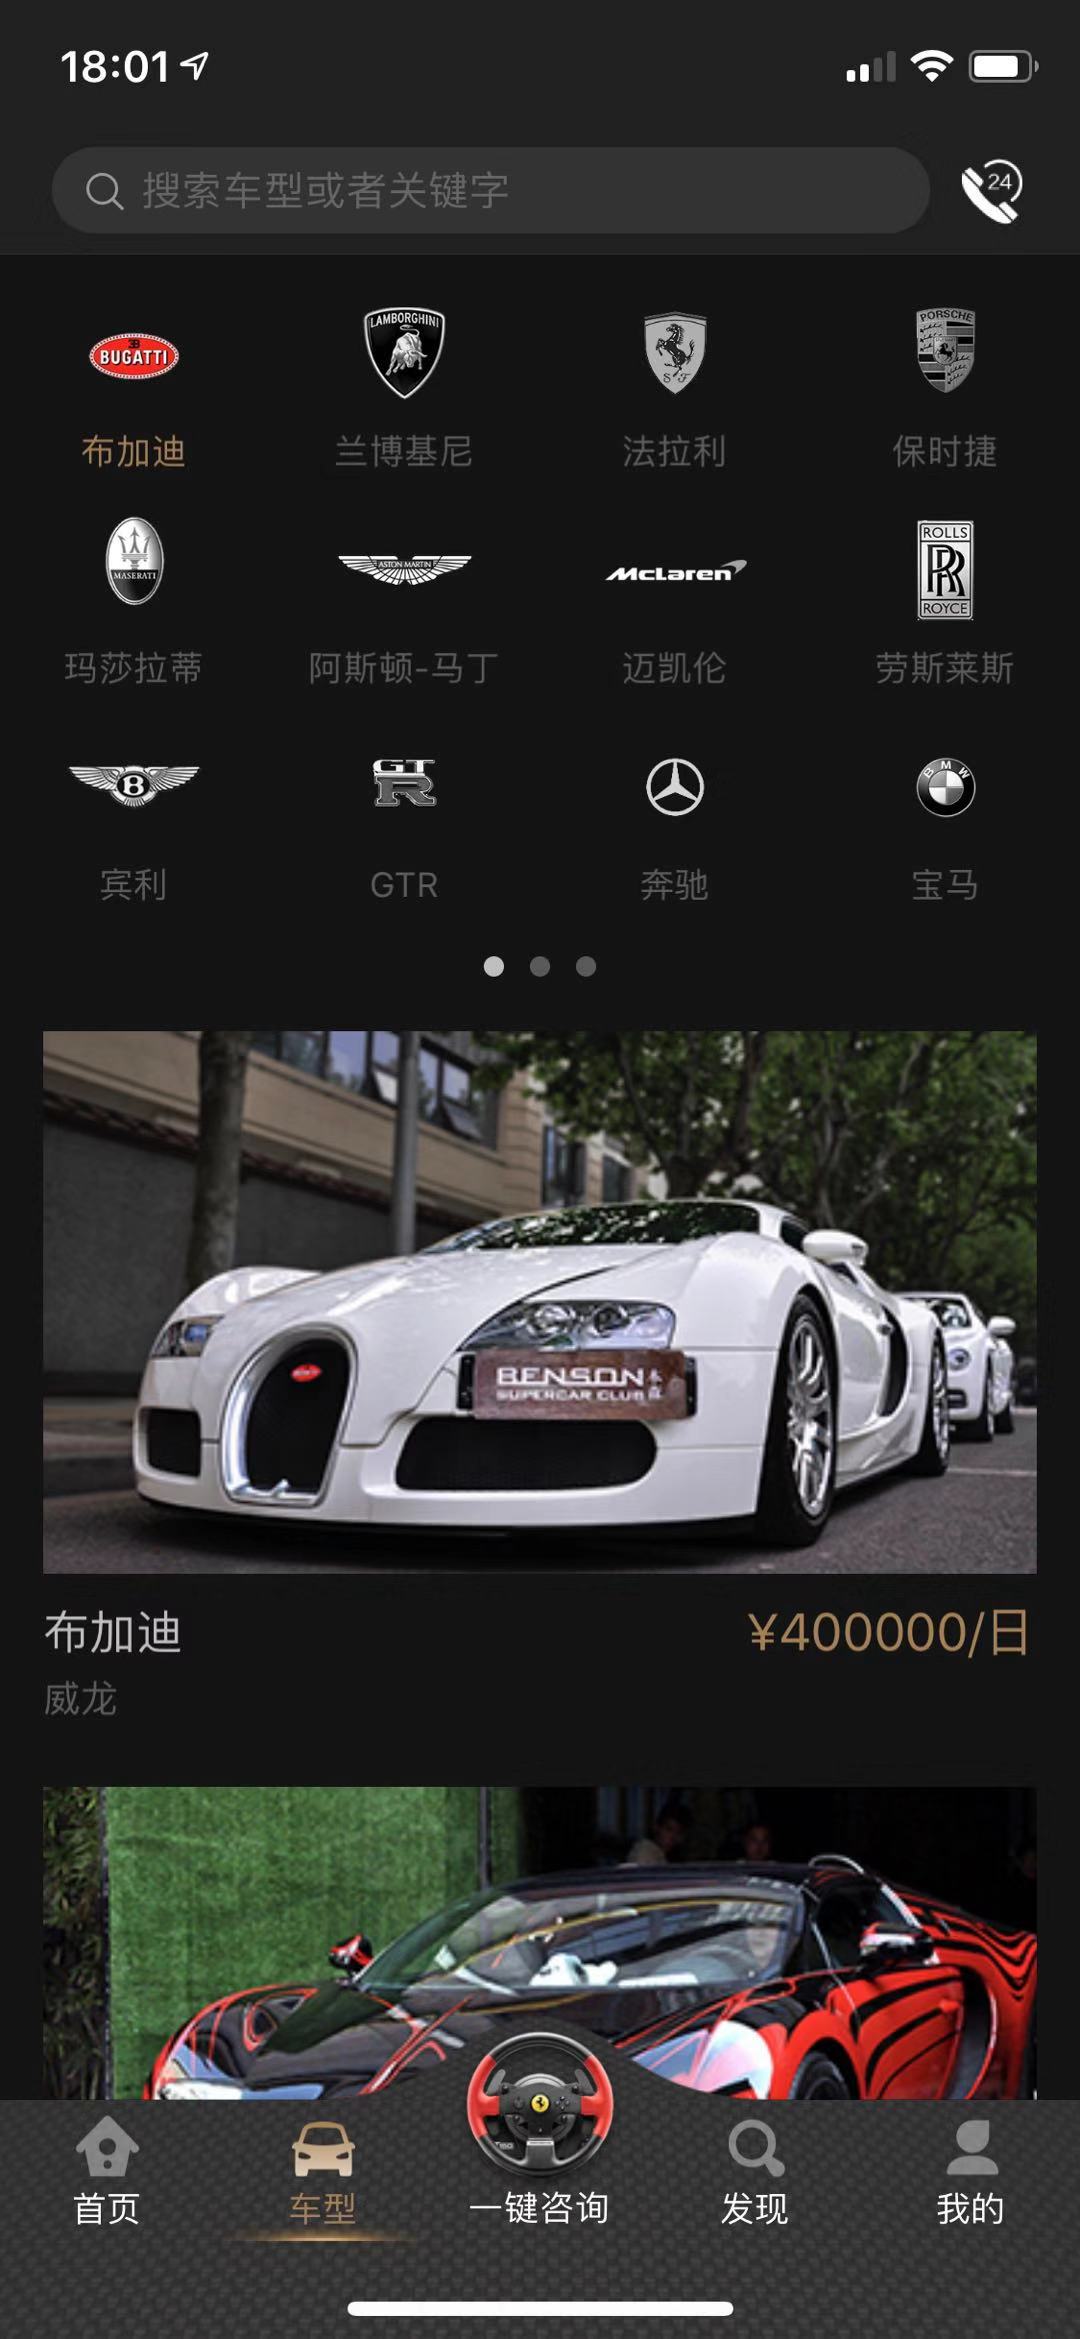 18:01
搜索车型或者关键字
24
BUGATTI
LAMBORGHINI
S F
PORSCHE
布加迪
兰博基尼
法拉利
保时捷
MASERATI
ASTON MARTIN
McLaren
ROLLS
RR
ROYCE
玛莎拉蒂
阿斯顿-马丁
迈凯伦
劳斯莱斯
B
GT
R
BMW
宾利
GTR
奔驰
宝马
BENSON
SUPERCAR CLUB
布加迪
¥400000/日
威龙
首页
车型
一键咨询
发现
我的